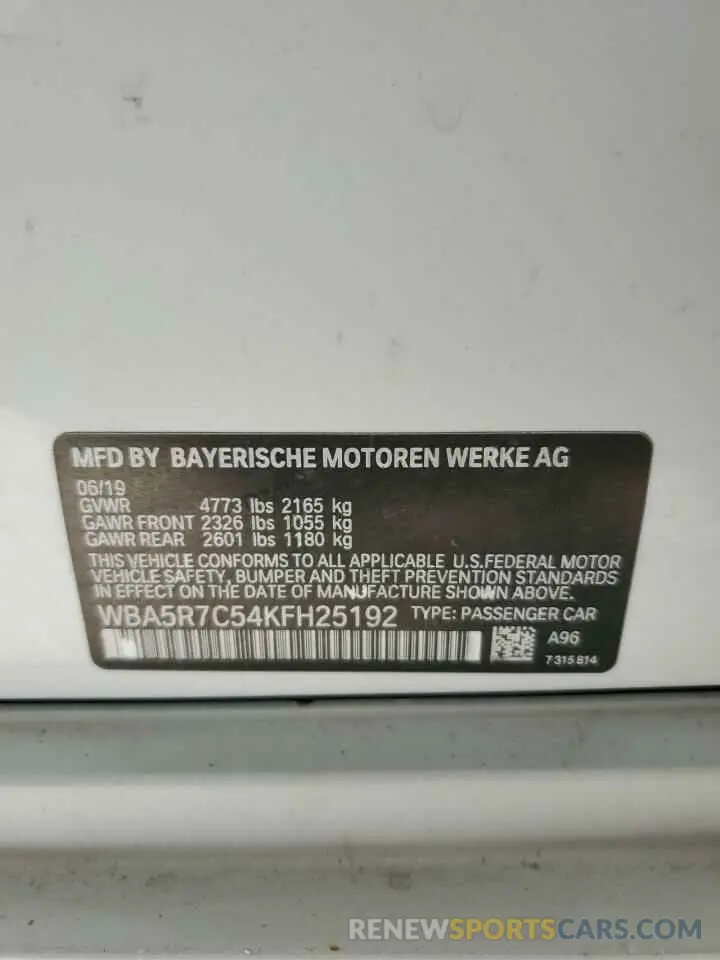 MFD BY BAYERISCHE MOTOREN WERKE AG
06/19
GVWR 4773 lbs 2165 kg
GAWR FRONT 2326 lbs 1055 kg
GAWR REAR 2601 lbs 1180 kg
THIS VEHICLE CONFORMS TO ALL APPLICABLE U.S.FEDERAL MOTOR
VEHICLE SAFETY, BUMPER AND THEFT PREVENTION STANDARDS
IN EFFECT ON THE DATE OF MANUFACTURE SHOWN ABOVE.
WBA5R7C54KFH25192 TYPE: PASSENGER CAR
A96
7 315 814
RENEWSPORTSCARS.COM